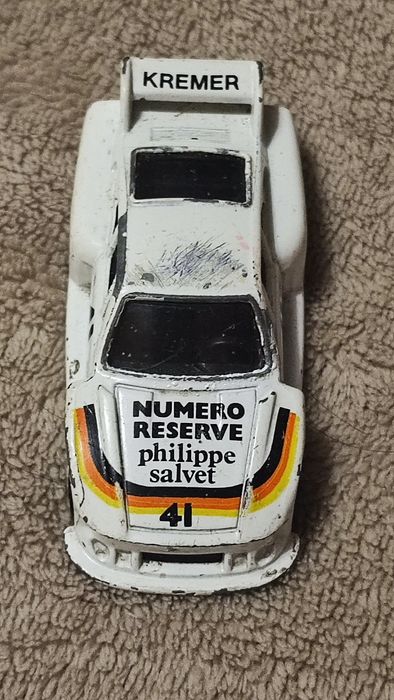 KREMER
NUMERO
RESERVE
philippe
salvet
41